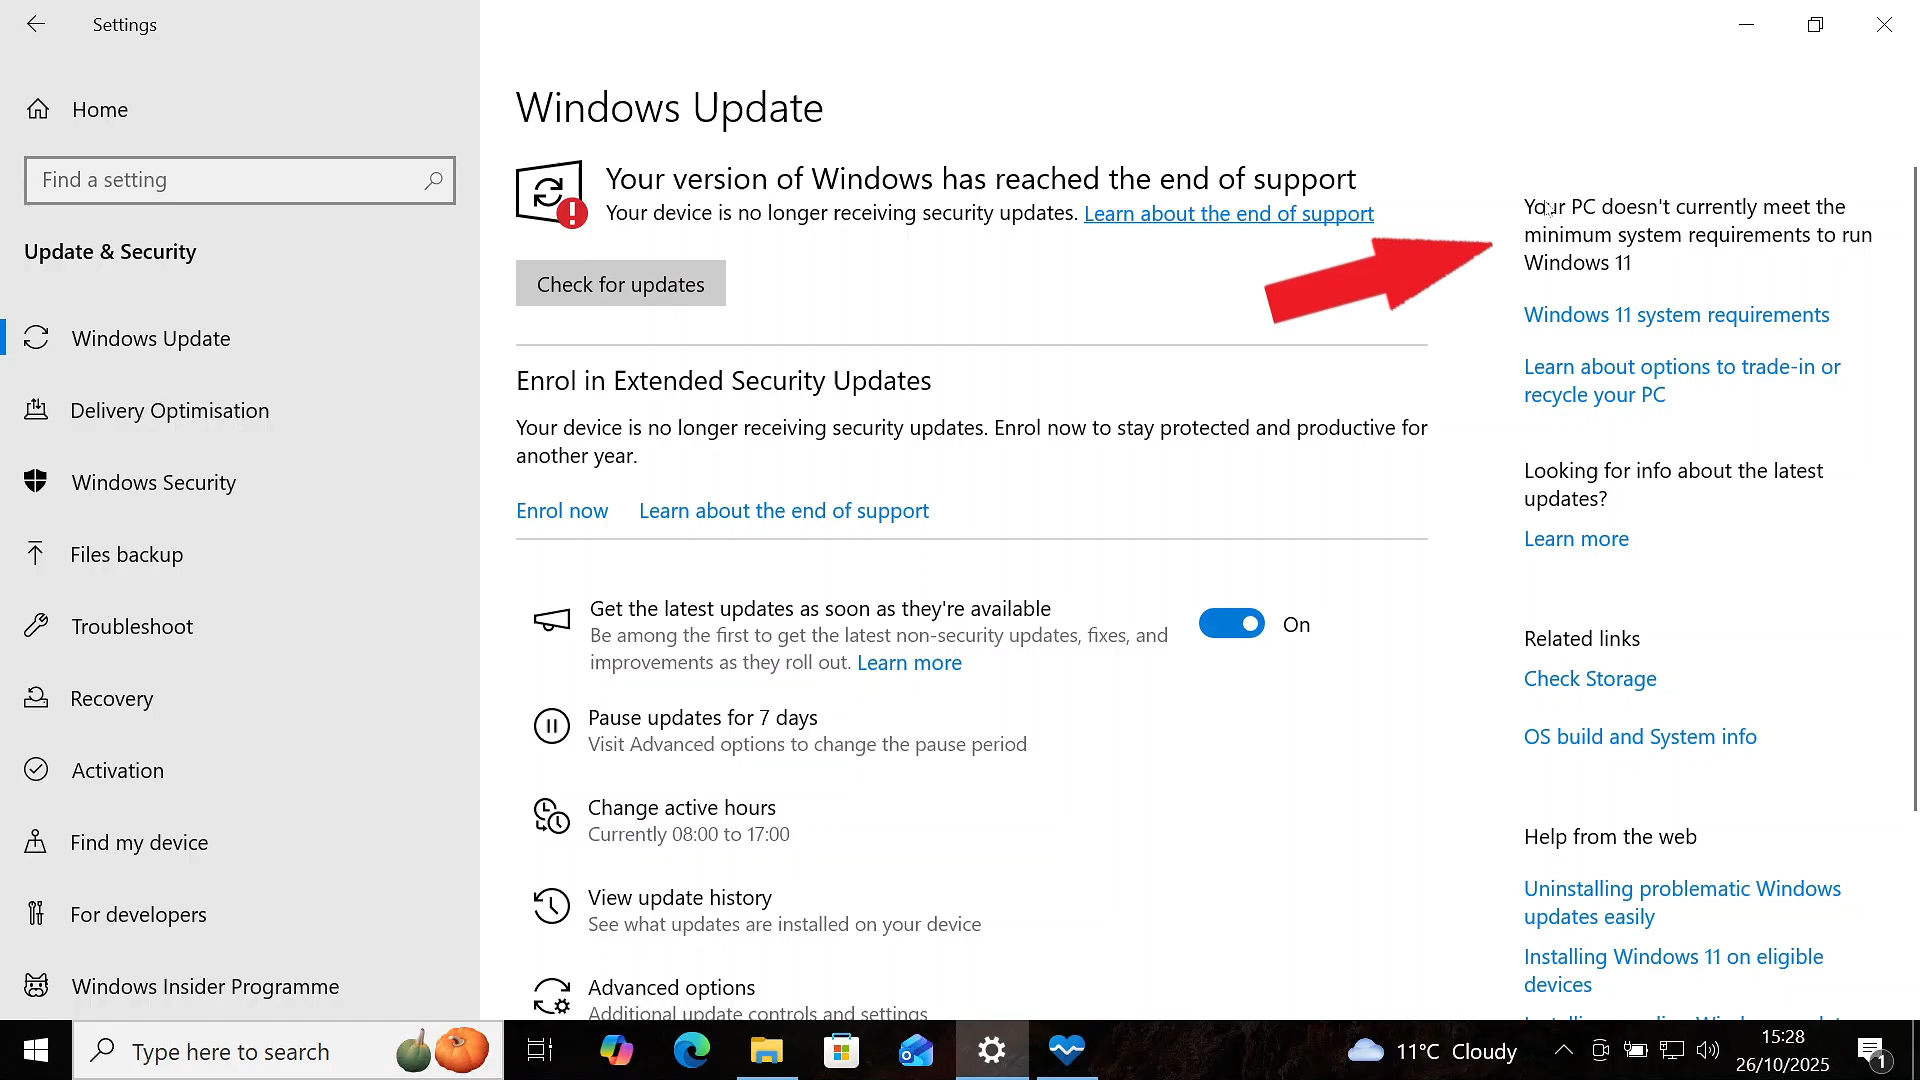 Settings
Home
Find a setting
Update & Security
Windows Update
Delivery Optimisation
Windows Security
Files backup
Troubleshoot
Recovery
Activation
Find my device
For developers
Windows Insider Programme
Windows Update
Your version of Windows has reached the end of support
Your device is no longer receiving security updates. Learn about the end of support
Check for updates
Enrol in Extended Security Updates
Your device is no longer receiving security updates. Enrol now to stay protected and productive for
another year.
Enrol now Learn about the end of support
Get the latest updates as soon as they're available
Be among the first to get the latest non-security updates, fixes, and
improvements as they roll out. Learn more
On
Pause updates for 7 days
Visit Advanced options to change the pause period
Change active hours
Currently 08:00 to 17:00
View update history
See what updates are installed on your device
Advanced options
Additional update controls and settings
Your PC doesn't currently meet the
minimum system requirements to run
Windows 11
Windows 11 system requirements
Learn about options to trade-in or
recycle your PC
Looking for info about the latest
updates?
Learn more
Related links
Check Storage
OS build and System info
Help from the web
Uninstalling problematic Windows
updates easily
Installing Windows 11 on eligible
devices
Type here to search
11°C Cloudy
15:28
26/10/2025
1